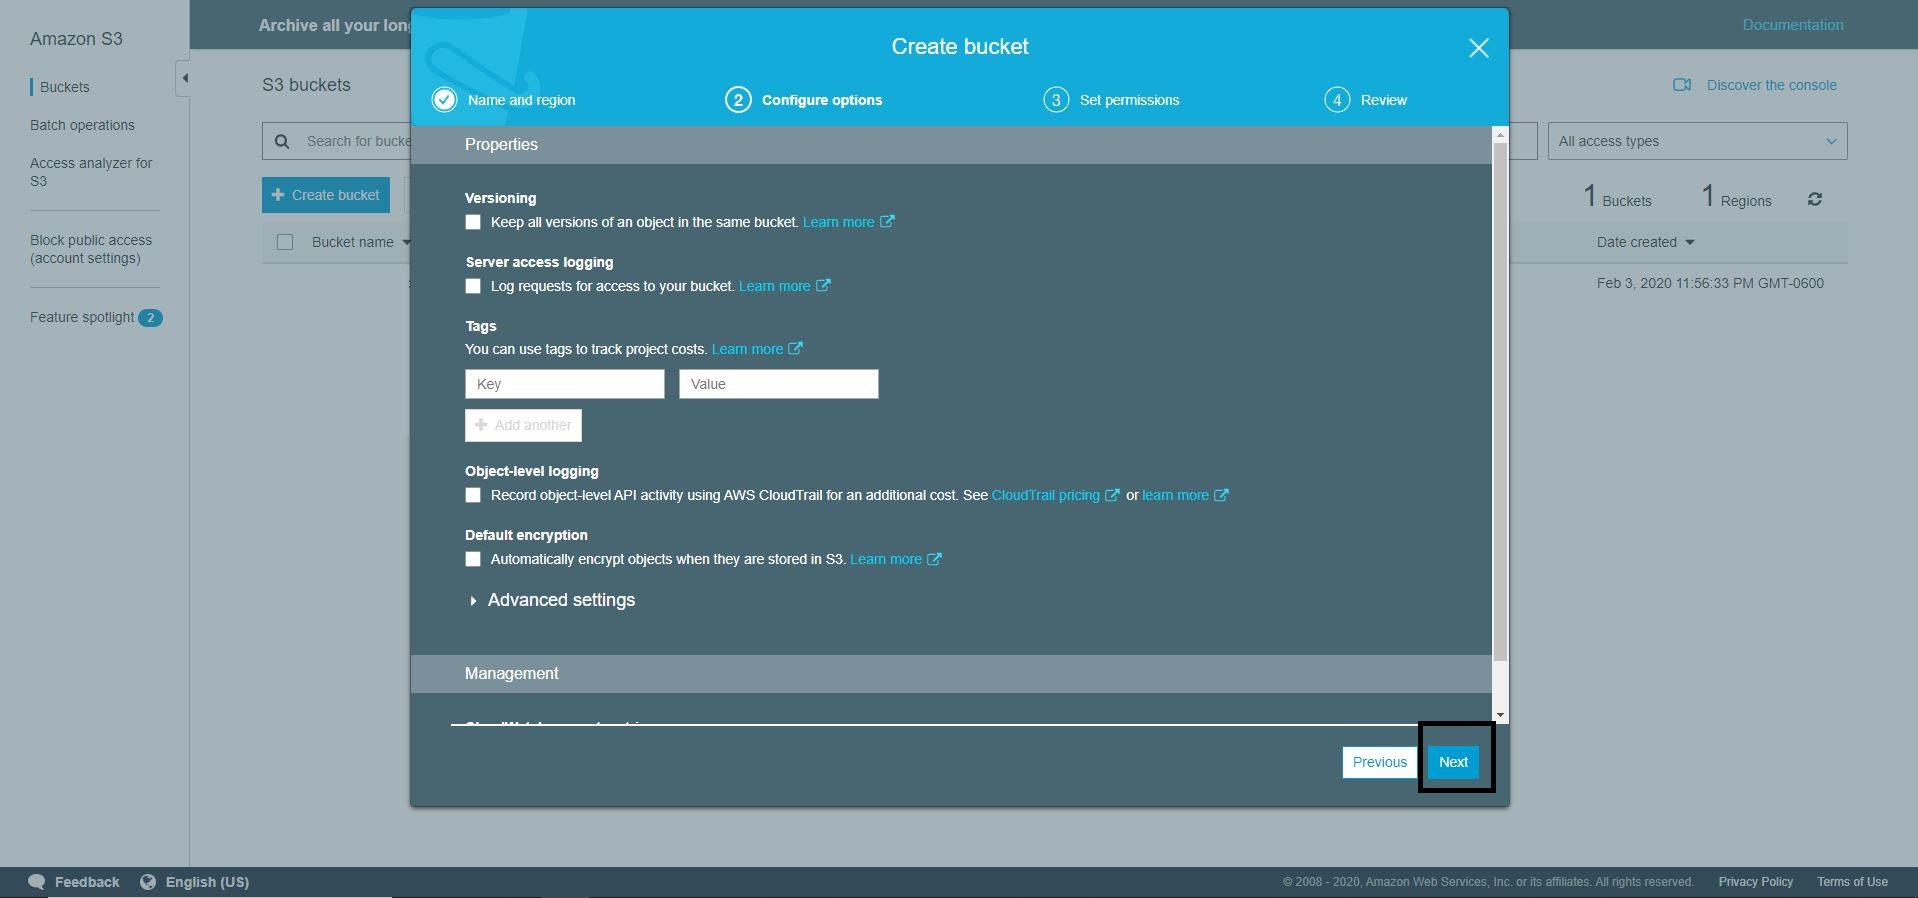 Amazon S3
Buckets
Batch operations
Access analyzer for
S3
Block public access
(account settings)
Feature spotlight 2
Archive all your
Documentation
S3 buckets
Discover the console
Search for
All access types
Create bucket
1 Buckets
1 Regions
Bucket name
Date created
Feb 3, 2020 11:56:33 PM GMT-0600
Create bucket
Name and region
2 Configure options
3 Set permissions
4 Review
Properties
Versioning
Keep all versions of an object in the same bucket. Learn more
Server access logging
Log requests for access to your bucket. Learn more
Tags
You can use tags to track project costs. Learn more
Key
Value
Add another
Object-level logging
Record object-level API activity using AWS CloudTrail for an additional cost. See CloudTrail pricing or learn more
Default encryption
Automatically encrypt objects when they are stored in S3. Learn more
Advanced settings
Management
Previous
Next
Feedback
English (US)
© 2008 - 2020, Amazon Web Services, Inc. or its affiliates. All rights reserved.
Privacy Policy
Terms of Use